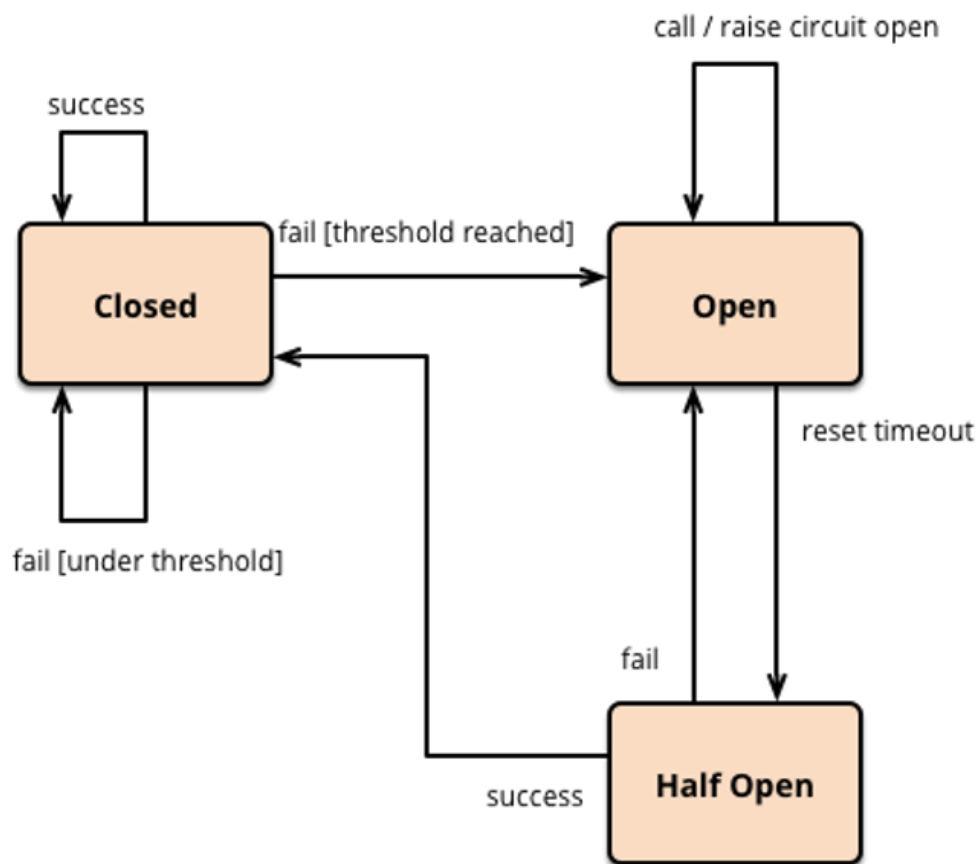 call / raise circuit open
success
fail [threshold reached]
Closed
Open
reset timeout
fail [under threshold]
fail
Half Open
success